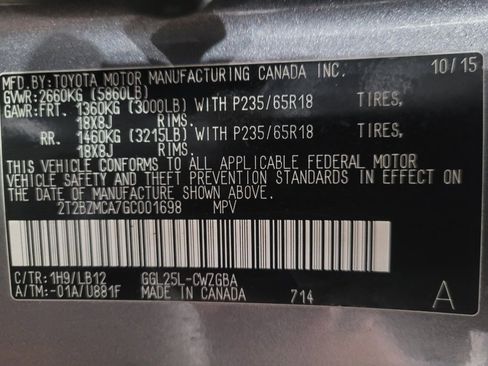 MFD.BY:TOYOTA MOTOR MANUFACTURING CANADA INC. 10/15
GVWR:2660KG (5860LB)
GAWR:FRT. 1360KG (3000LB) WITH P235/65R18 TIRES,
18X8J RIMS.
RR. 1460KG (3215LB) WITH P235/65R18 TIRES,
18X8J RIMS.
THIS VEHICLE CONFORMS TO ALL APPLICABLE FEDERAL MOTOR
VEHICLE SAFETY AND THEFT PREVENTION STANDARDS IN EFFECT ON
THE DATE OF MANUFACTURE SHOWN ABOVE.
2T2BZMCA7GC001698 MPV
C/TR: 1H9/LB12 GGL25L-CWZGBA
A/TM: -01A/U881F MADE IN CANADA 714 A